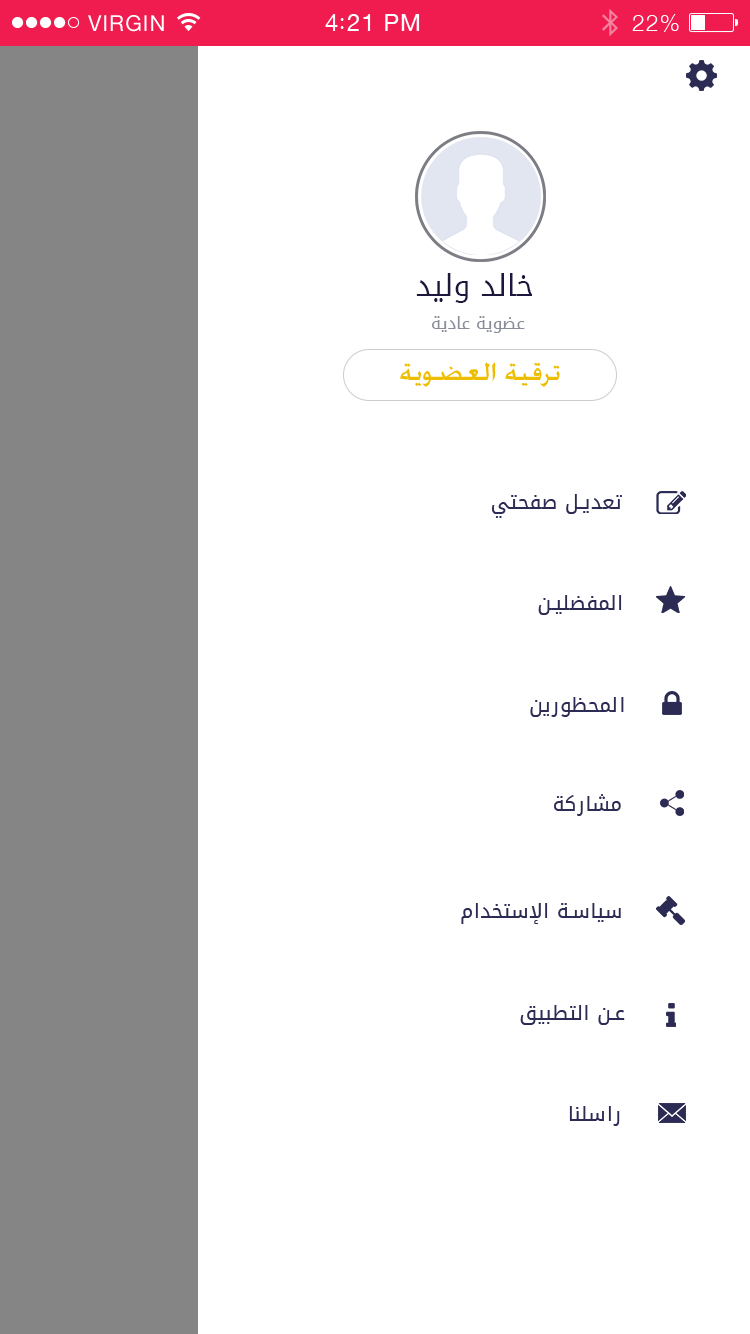 VIRGIN 4:21 PM 22%
خالد وليد
عضوية عادية
ترقية العضوية
تعديل صفحتي
المفضلين
المحظورين
مشاركة
سياسة الإستخدام
عن التطبيق
راسلنا